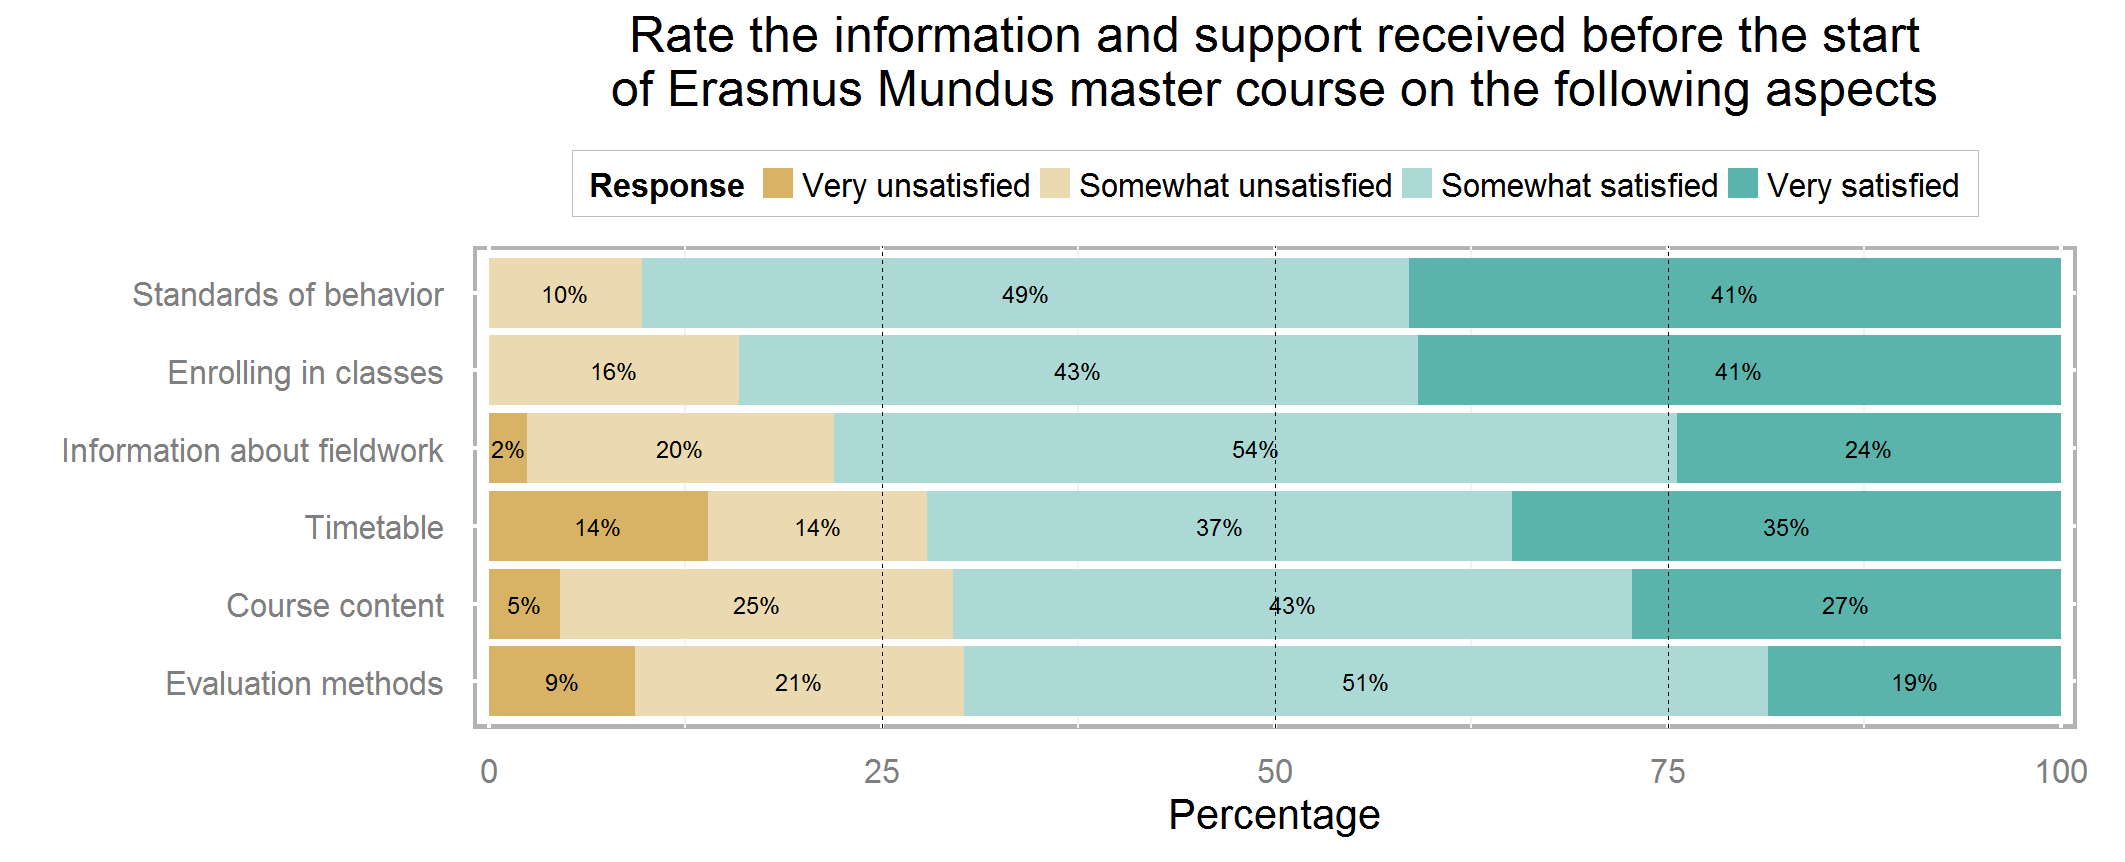 Rate the information and support received before the start
of Erasmus Mundus master course on the following aspects
Response Very unsatisfied Somewhat unsatisfied Somewhat satisfied Very satisfied
Standards of behavior 10% 49% 41%
Enrolling in classes 16% 43% 41%
Information about fieldwork 2% 20% 54% 24%
Timetable 14% 14% 37% 35%
Course content 5% 25% 43% 27%
Evaluation methods 9% 21% 51% 19%
0 25 50 75 100
Percentage